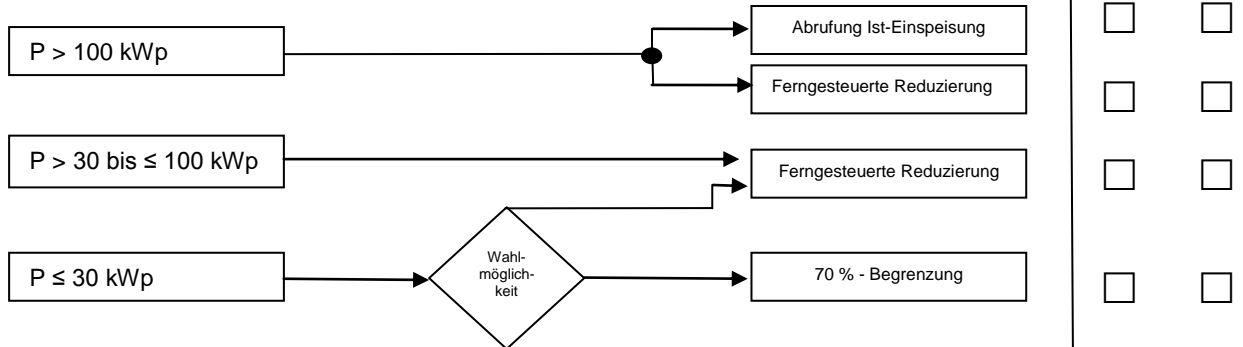 P > 100 kWp
Abrufung Ist-Einspeisung
Ferngesteuerte Reduzierung
P > 30 bis ≤ 100 kWp
Ferngesteuerte Reduzierung
P ≤ 30 kWp
Wahl-
möglich-
keit
70 % - Begrenzung